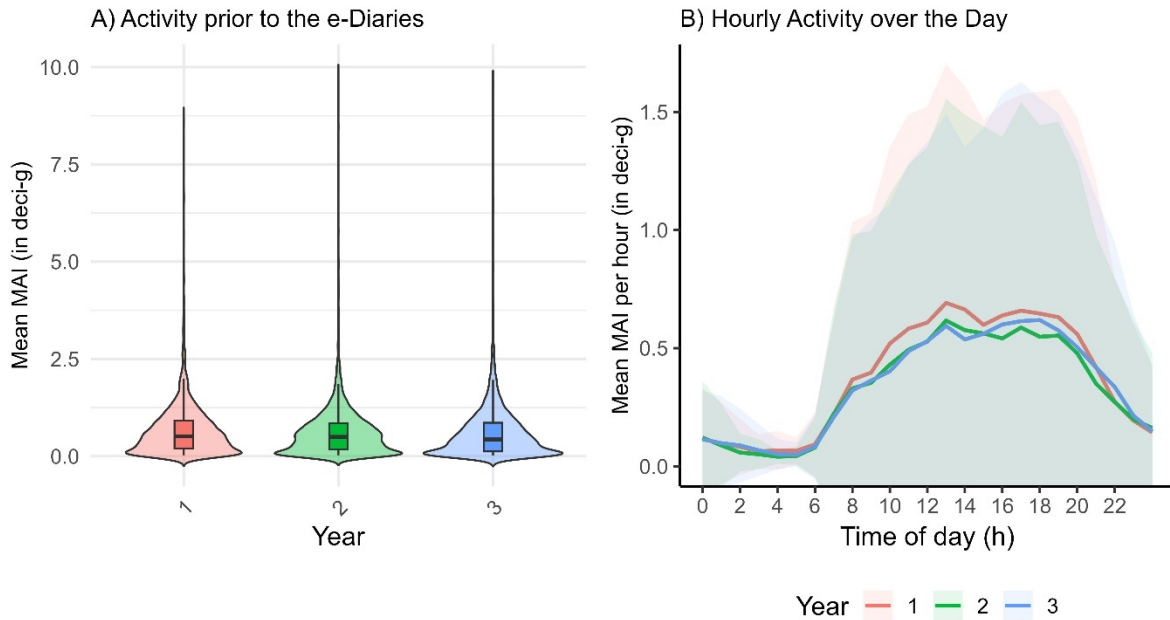 A) Activity prior to the e-Diaries
Mean MAI (in deci-g)
10.0
7.5
5.0
2.5
0.0
1 2 3
Year
B) Hourly Activity over the Day
Mean MAI per hour (in deci-g)
1.5
1.0
0.5
0.0
0 2 4 6 8 10 12 14 16 18 20 22
Time of day (h)
Year 1 2 3